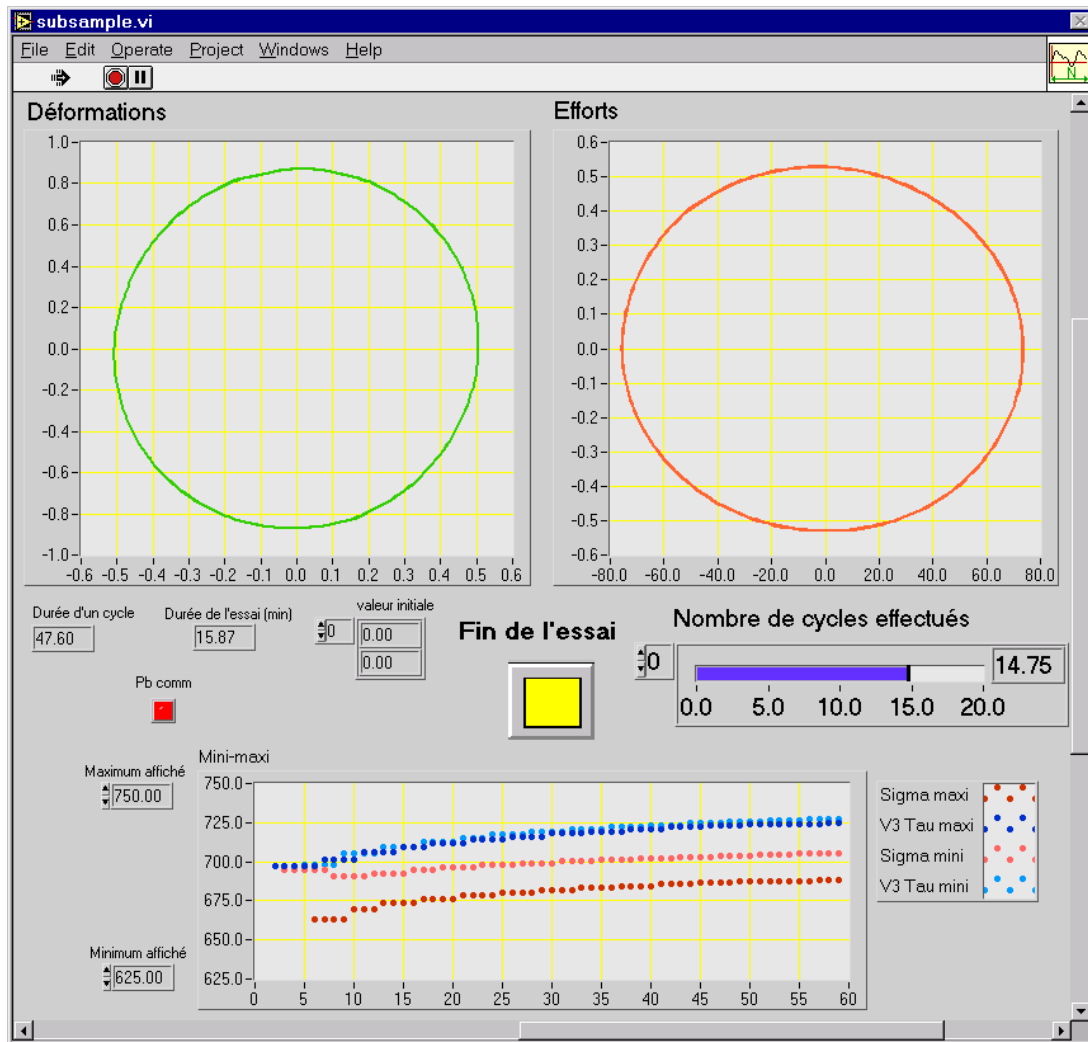 subsample.vi
File Edit Operate Project Windows Help
N
Déformations
1.0
0.8
0.6
0.4
0.2
0.0
-0.2
-0.4
-0.6
-0.8
-1.0
-0.6 -0.5 -0.4 -0.3 -0.2 -0.1 0.0 0.1 0.2 0.3 0.4 0.5 0.6
Efforts
0.6
0.5
0.4
0.3
0.2
0.1
0.0
-0.1
-0.2
-0.3
-0.4
-0.5
-0.6
-80.0 -60.0 -40.0 -20.0 0.0 20.0 40.0 60.0 80.0
Durée d'un cycle
47.60
Durée de l'essai (min)
15.87
valeur initiale
0
0.00
0.00
Fin de l'essai
Nombre de cycles effectués
0
14.75
0.0 5.0 10.0 15.0 20.0
Pb comm
Maximum affiché
750.00
Minimum affiché
625.00
Mini-maxi
750.0
725.0
700.0
675.0
650.0
625.0
0 5 10 15 20 25 30 35 40 45 50 55 60
Sigma maxi
V3 Tau maxi
Sigma mini
V3 Tau mini